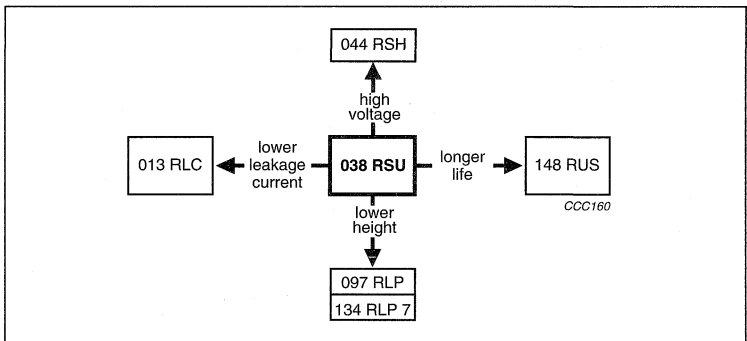 044 RSH
high
voltage
013 RLC
lower
leakage
current
038 RSU
longer
life
148 RUS
CCC160
lower
height
097 RLP
134 RLP 7